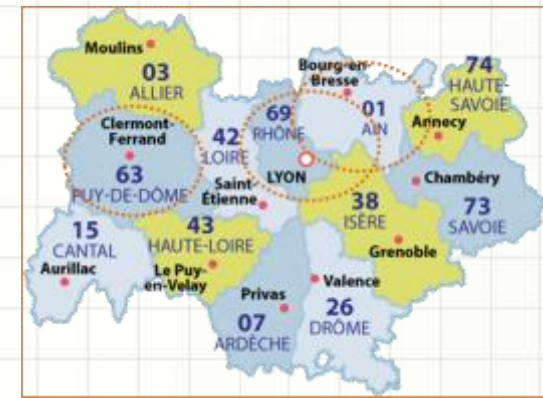 Moulins
03
ALLIER
Bourg-en-
Bresse
74
HAUTE-
SAVOIE
Clermont-
Ferrand
69
RHÔNE
01
AIN
Annecy
42
LOIRE
63
PUY-DE-DÔME
LYON
Chambéry
Saint-
Étienne
38
ISÈRE
73
SAVOIE
15
CANTAL
43
HAUTE-LOIRE
Grenoble
Aurillac
Le Puy-
en-Velay
Valence
Privas
26
DRÔME
07
ARDÈCHE